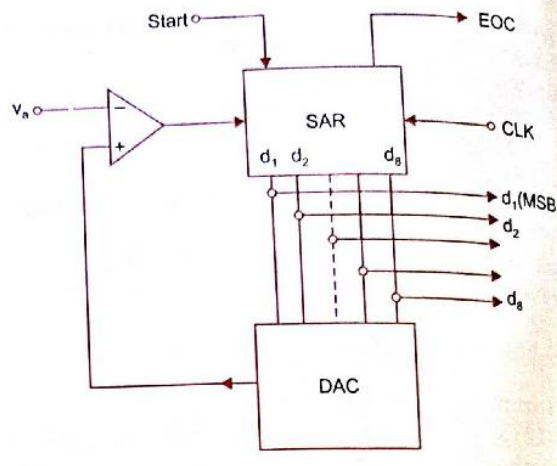 Start
EOC
va
−
+
SAR
CLK
d1 d2 d8
d1(MSB
d2
d8
DAC